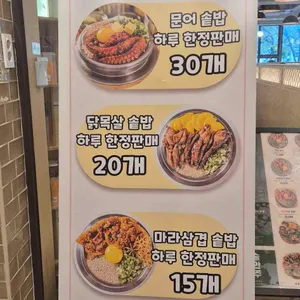 문어 솥밥
하루 한정판매
30개
닭목살 솥밥
하루 한정판매
20개
마라삼겹 솥밥
하루 한정판매
15개